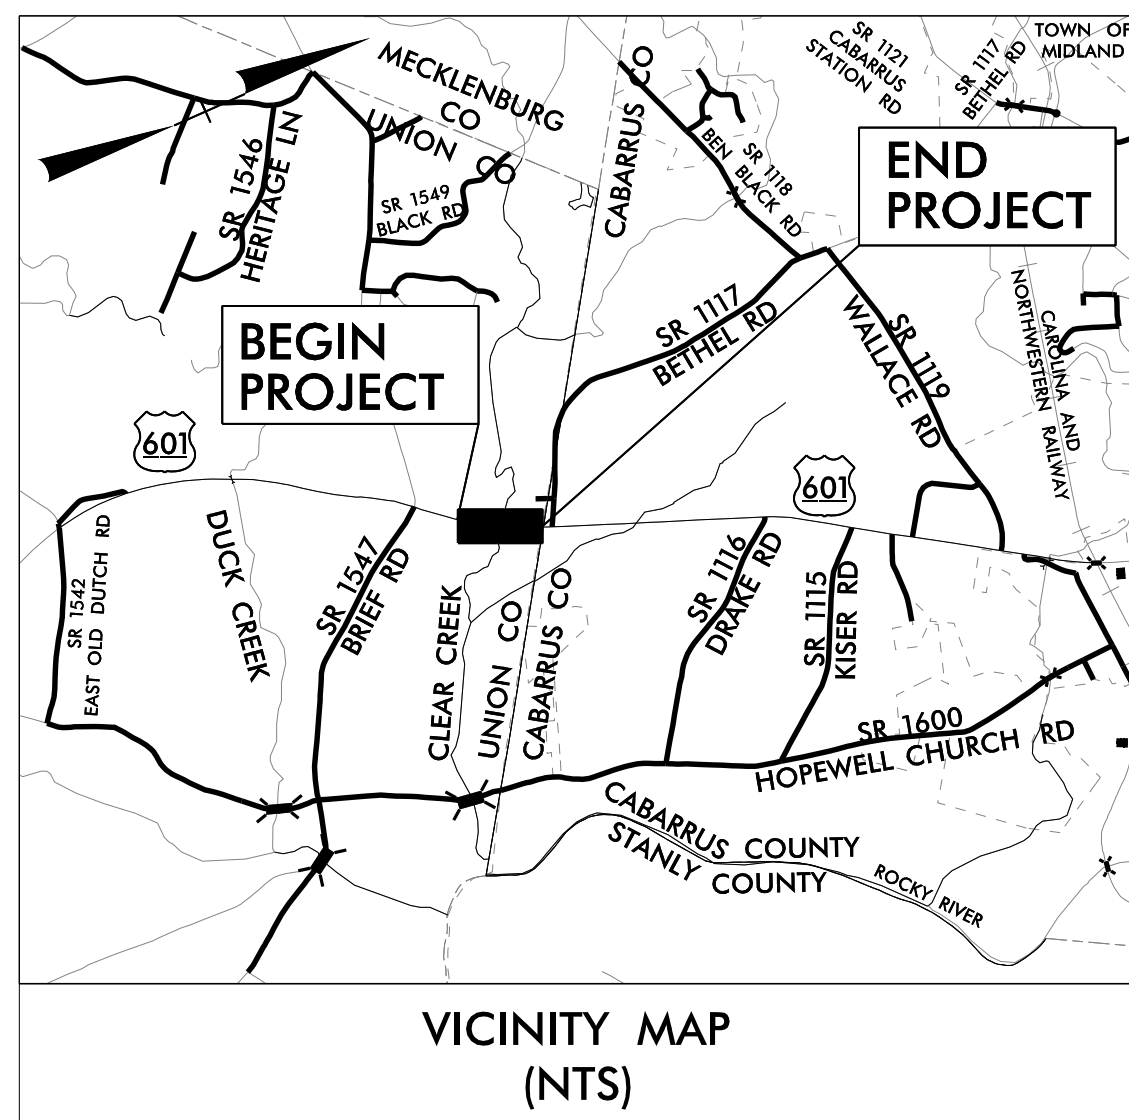 TOWN OF
MIDLAND
SR 1121
CABARRUS
STATION RD
SR 1117
BETHEL RD
MECKLENBURG
CO
UNION CO
CABARRUS CO
SR 1118
BEN BLACK RD
END
PROJECT
SR 1546
HERITAGE LN
SR 1549
BLACK RD
BEGIN
PROJECT
SR 1117
BETHEL RD
SR 1119
WALLACE RD
CAROLINA AND
NORTHWESTERN RAILWAY
601
601
SR 1542
EAST OLD DUTCH RD
DUCK CREEK
SR 1547
BRIEF RD
CLEAR CREEK
UNION CO
CABARRUS CO
SR 1116
DRAKE RD
SR 1115
KISER RD
SR 1600
HOPEWELL CHURCH RD
CABARRUS COUNTY
STANLY COUNTY
ROCKY RIVER
VICINITY MAP
(NTS)